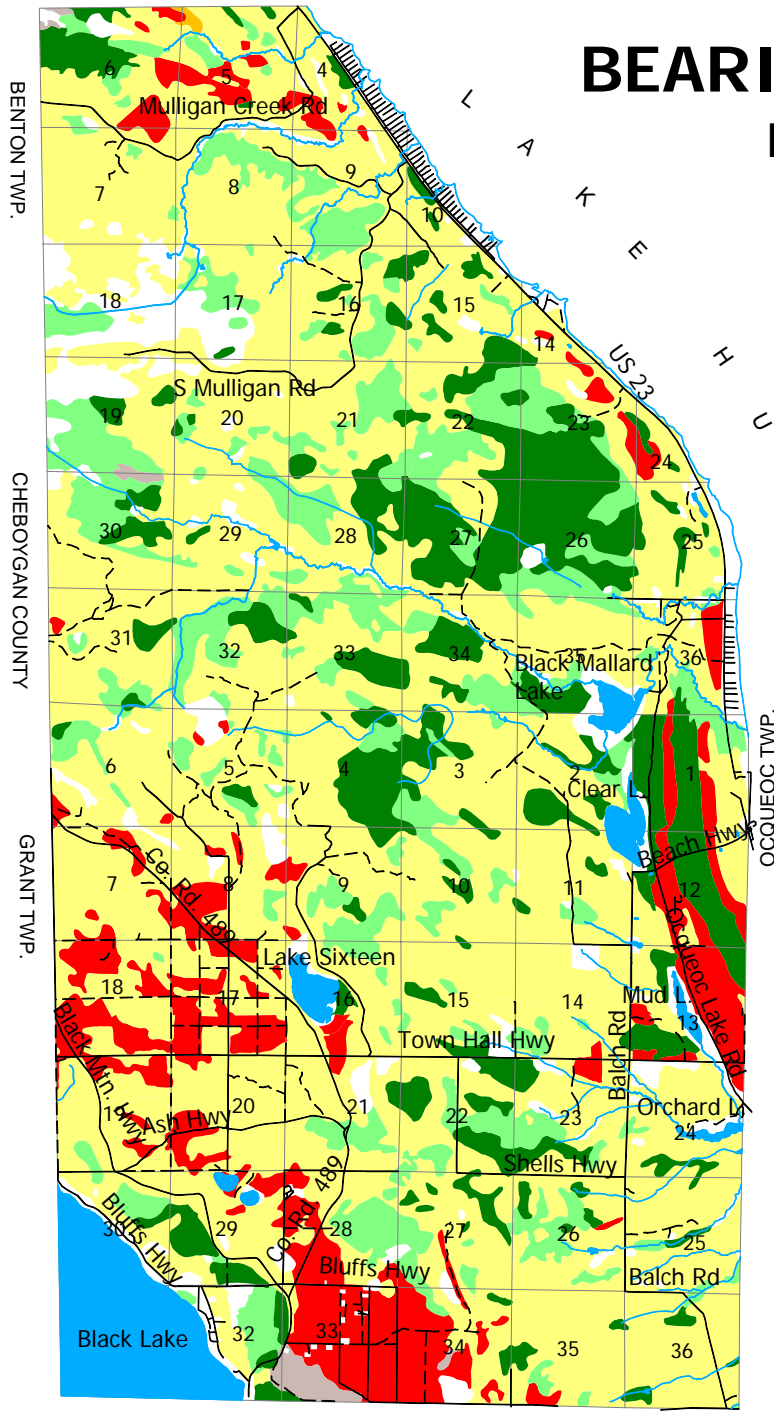 BEARI
L A K E H U
BENTON TWP.
CHEBOYGAN COUNTY
GRANT TWP.
OCQUEOC TWP.
6
5
4
Mulligan Creek Rd
7
8
9
10
18
17
16
15
14
US 23
S Mulligan Rd
19
20
21
22
23
24
30
29
28
27
26
25
31
32
33
34
35
36
Black Mallard
Lake
6
5
4
3
2
1
Clear L.
Beach Hwy
7
8
9
10
11
12
Co. Rd. 489
Lake Sixteen
Ocqueoc Lake Rd
18
17
16
15
14
13
Mud L.
Black Mtn. Hwy
Town Hall Hwy
Balch Rd
19
20
21
22
23
24
Ash Hwy
Orchard L.
Shells Hwy
Co. Rd. 489
30
29
28
27
26
25
Bluffs Hwy
Bluffs Hwy
Balch Rd
Black Lake
32
33
34
35
36